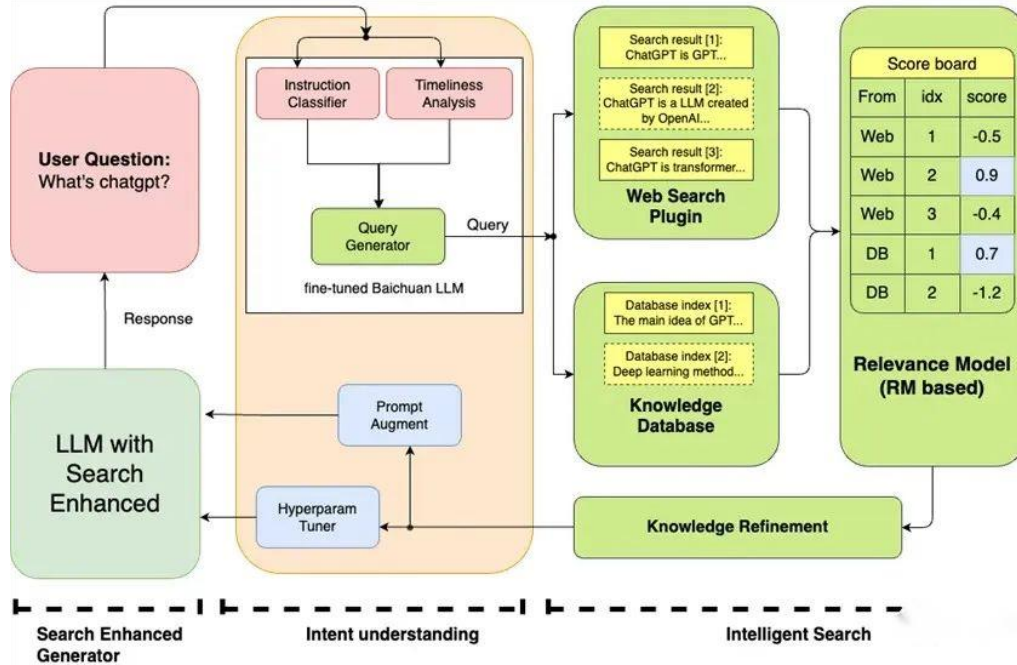 User Question:
What's chatgpt?
Response
LLM with
Search
Enhanced
Instruction
Classifier
Timeliness
Analysis
Query
Generator
fine-tuned Baichuan LLM
Query
Prompt
Augment
Hyperparam
Tuner
Search result [1]:
ChatGPT is GPT...
Search result [2]:
ChatGPT is a LLM created
by OpenAI...
Search result [3]:
ChatGPT is transformer...
Web Search
Plugin
Database index [1]:
The main idea of GPT...
Database index [2]:
Deep learning method...
Knowledge
Database
Score board
From idx score
Web 1 -0.5
Web 2 0.9
Web 3 -0.4
DB 1 0.7
DB 2 -1.2
Relevance Model
(RM based)
Knowledge Refinement
Search Enhanced
Generator
Intent understanding
Intelligent Search